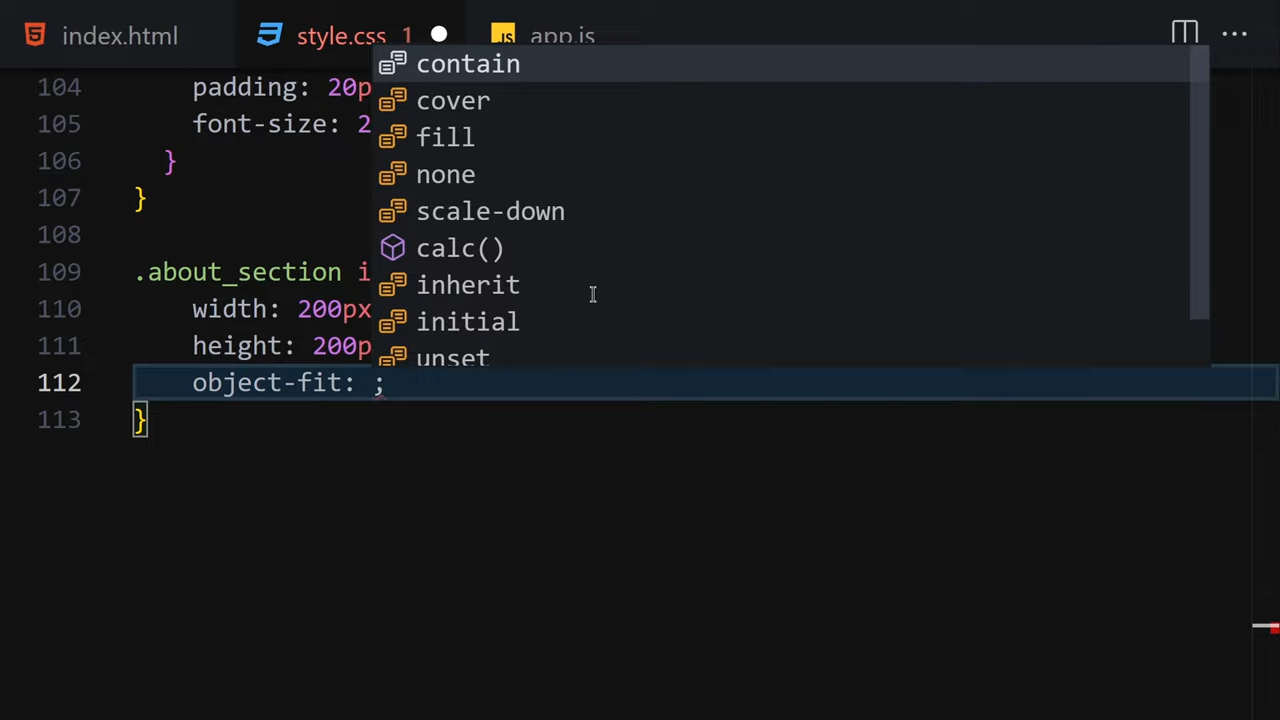 index.html
style.css 1
JS app.js
104 padding: 20p
105 font-size: 2
106 }
107 }
108
109 .about_section i
110 width: 200px
111 height: 200p
112 object-fit: ;
113 }
contain
cover
fill
none
scale-down
calc()
inherit
initial
unset